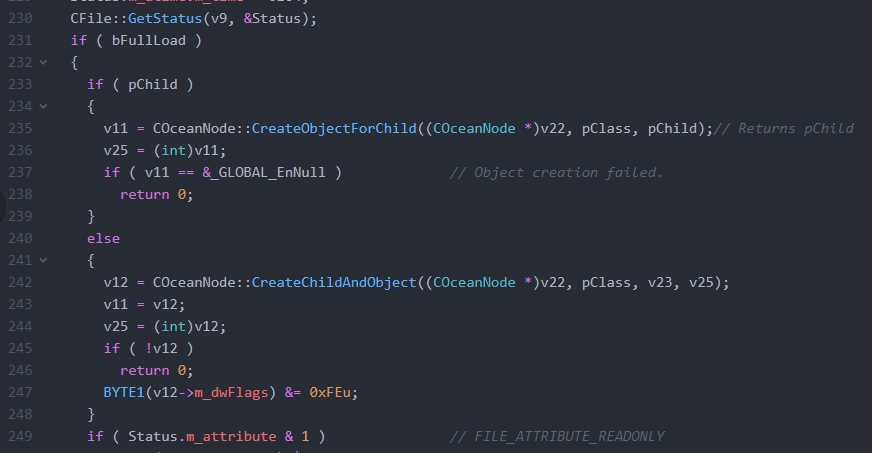 230 CFile::GetStatus(v9, &Status);
231 if ( bFullLoad )
232 {
233 if ( pChild )
234 {
235 v11 = COceanNode::CreateObjectForChild((COceanNode *)v22, pClass, pChild);// Returns pChild
236 v25 = (int)v11;
237 if ( v11 == &_GLOBAL_EnNull ) // Object creation failed.
238 return 0;
239 }
240 else
241 {
242 v12 = COceanNode::CreateChildAndObject((COceanNode *)v22, pClass, v23, v25);
243 v11 = v12;
244 v25 = (int)v12;
245 if ( !v12 )
246 return 0;
247 BYTE1(v12->m_dwFlags) &= 0xFEu;
248 }
249 if ( Status.m_attribute & 1 ) // FILE_ATTRIBUTE_READONLY